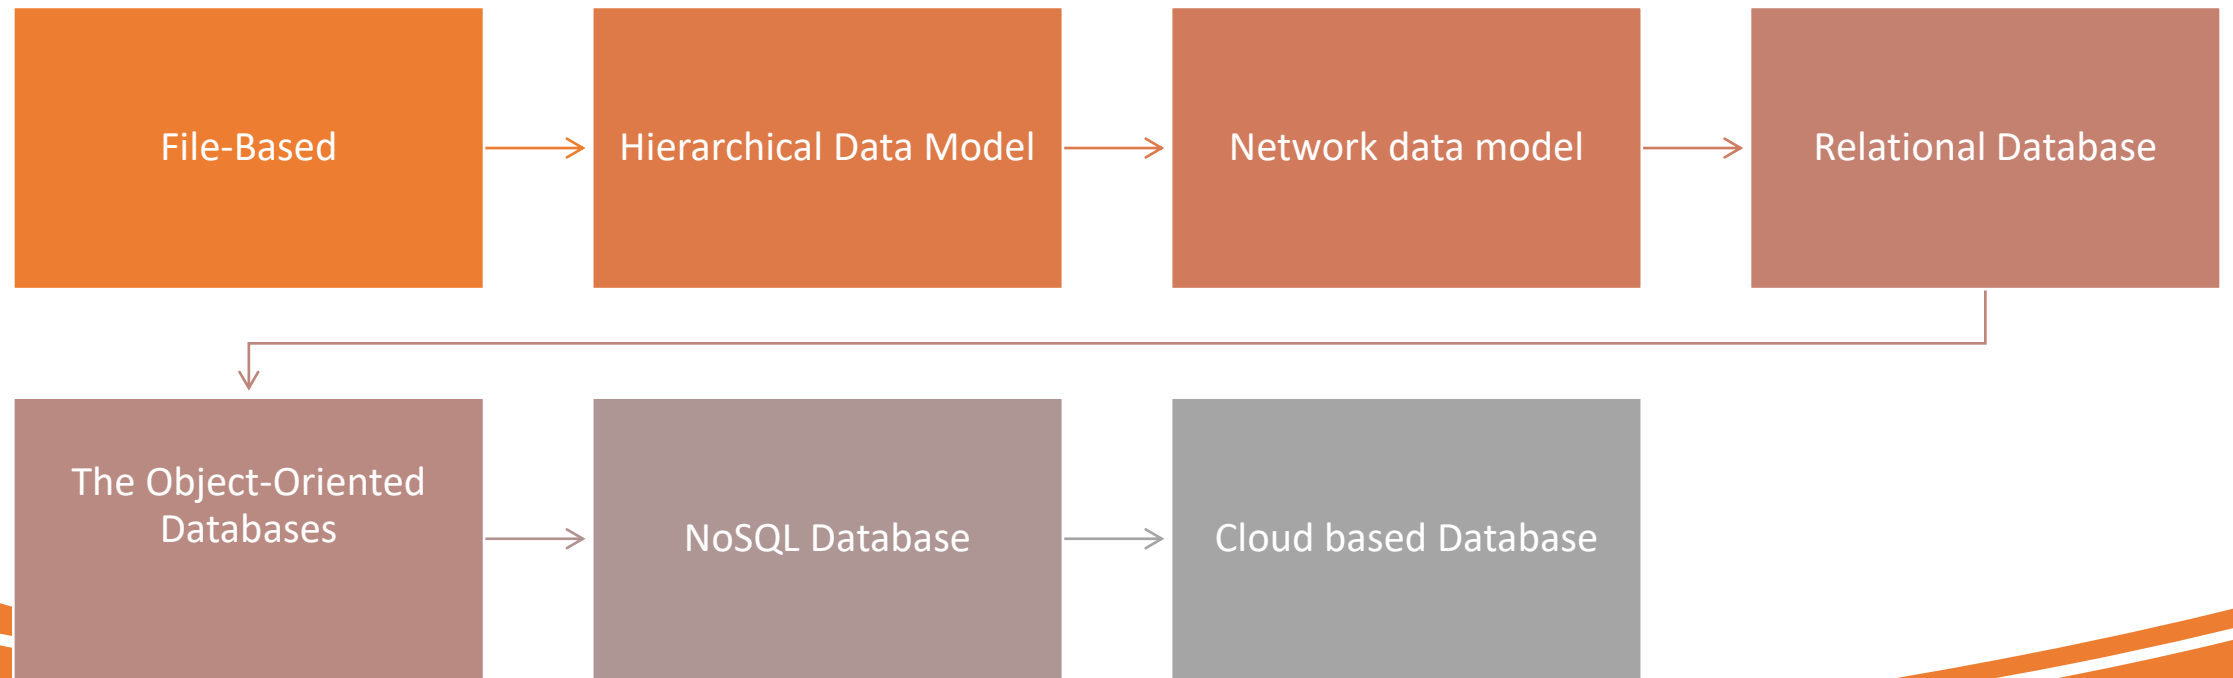 File-Based
Hierarchical Data Model
Network data model
Relational Database
The Object-Oriented
Databases
NoSQL Database
Cloud based Database